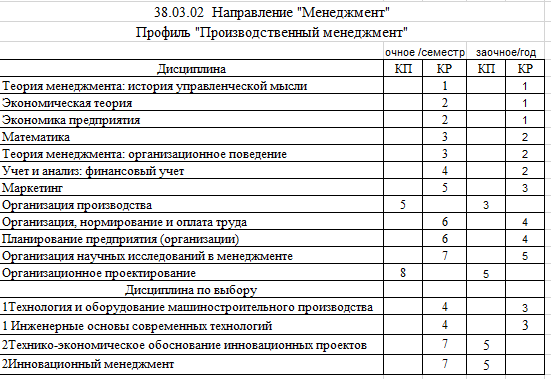 38.03.02 Направление "Менеджмент"
Профиль "Производственный менеджмент"
очное /семестр заочное/год
Дисциплина КП КР КП КР
Теория менеджмента: история управленческой мысли 1 1
Экономическая теория 2 1
Экономика предприятия 2 1
Математика 3 2
Теория менеджмента: организационное поведение 3 2
Учет и анализ: финансовый учет 4 2
Маркетинг 5 3
Организация производства 5 3
Организация, нормирование и оплата труда 6 4
Планирование предприятия (организации) 6 4
Организация научных исследований в менеджменте 7 5
Организационное проектирование 8 5
Дисциплина по выбору
1Технология и оборудование машиностроительного производства 4 3
1 Инженерные основы современных технологий 4 3
2Технико-экономическое обоснование инновационных проектов 7 5
2Инновационный менеджмент 7 5